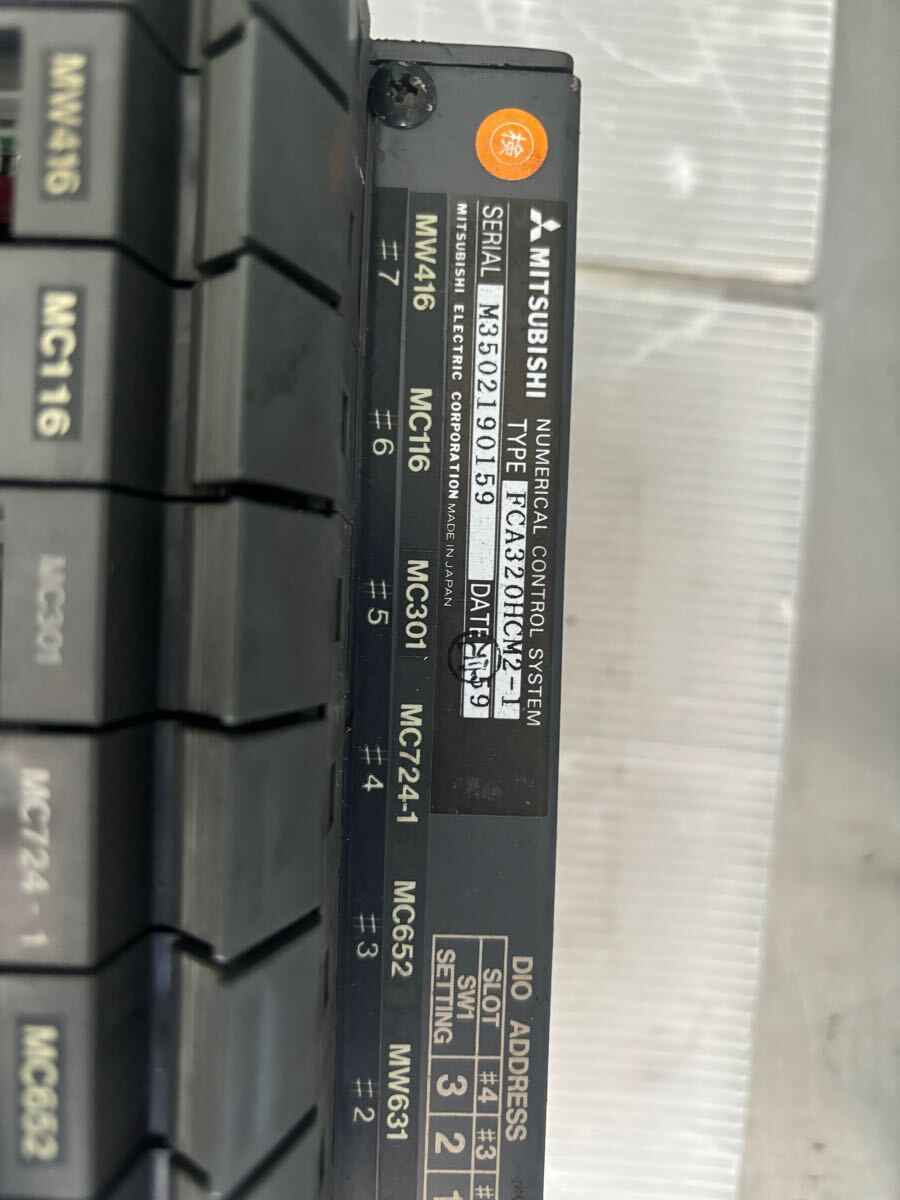 検
MITSUBISHI NUMERICAL CONTROL SYSTEM
TYPE FCA320HCM2-1
SERIAL M3502190159 DATE
MITSUBISHI ELECTRIC CORPORATION MADE IN JAPAN
MW416 MC116 MC301 MC724-1 MC652 MW631
#7 #6 #5 #4 #3 #2
DIO ADDRESS
SLOT #4 #3
SW1 SETTING 3 2 1
MW416
MC116
MC301
MC724-1
MC652